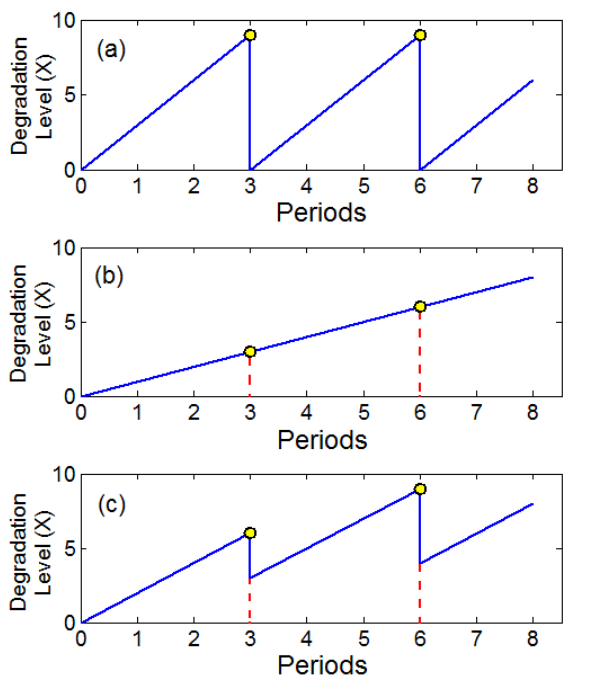 (a)
Degradation
Level (X)
10
5
0
0 1 2 3 4 5 6 7 8
Periods
(b)
Degradation
Level (X)
10
5
0
0 1 2 3 4 5 6 7 8
Periods
(c)
Degradation
Level (X)
10
5
0
0 1 2 3 4 5 6 7 8
Periods